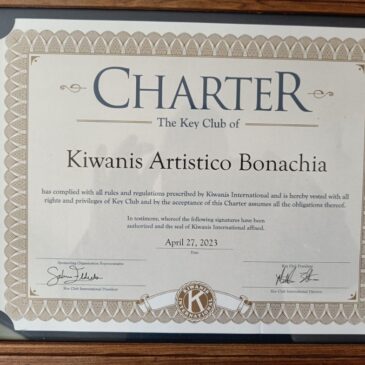 CHARTER
The Key Club of
Kiwanis Artistico Bonachia
has complied with all rules and regulations prescribed by Kiwanis International and is hereby vested with all
rights and privileges of Key Club and by the acceptance of this Charter assumes all the obligations thereof.
In testimony, whereof the following signatures have been
authorized and the seal of Kiwanis International affixed.
April 27, 2023
Date
Sponsoring Organization Representative
Key Club International President
Key Club International Director
KIWANIS
K
INTERNATIONAL